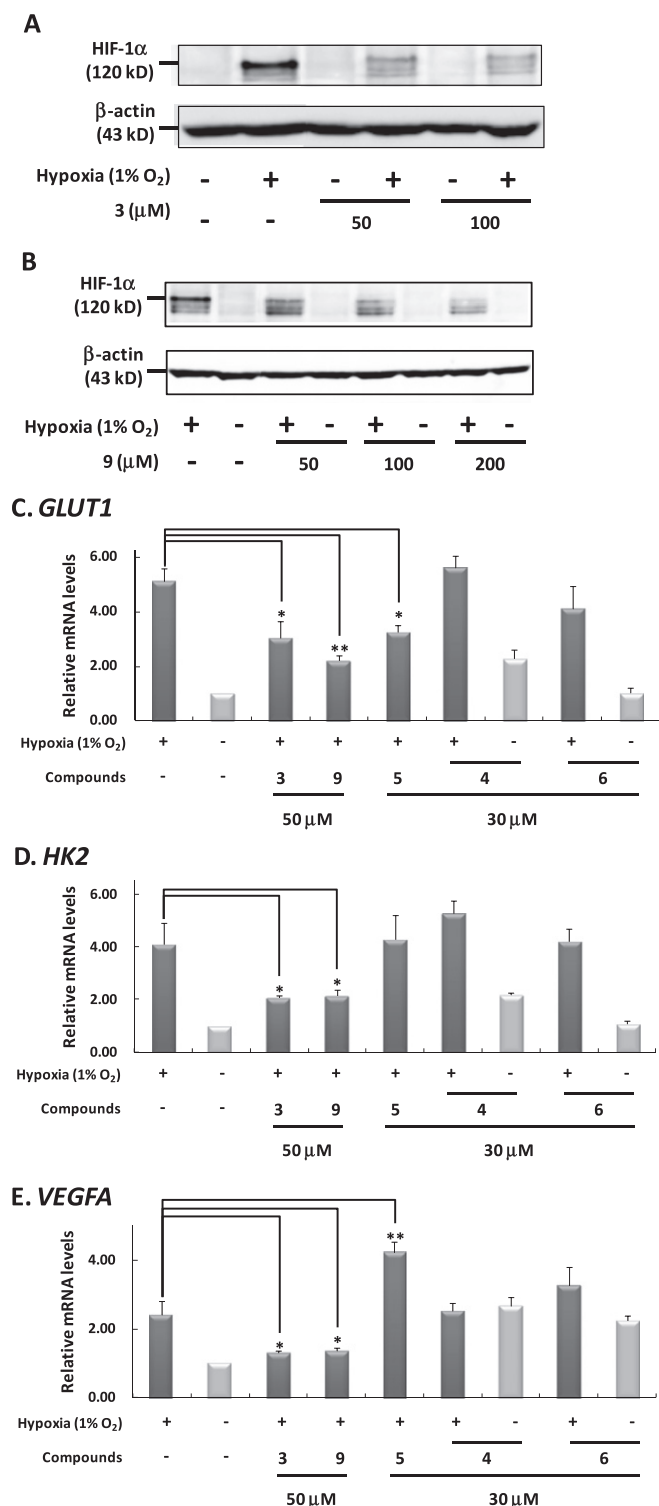 A
HIF-1α
(120 kD)
β-actin
(43 kD)
Hypoxia (1% O₂) - + - + - +
3 (μM) - - 50 100
B
HIF-1α
(120 kD)
β-actin
(43 kD)
Hypoxia (1% O₂) + - + - + - + -
9 (μM) - - 50 100 200
C. GLUT1
Relative mRNA levels
6.00
4.00
2.00
0.00
* ** *
Hypoxia (1% O₂) + - + + + + - + -
Compounds - - 3 9 5 4 6
50 μM 30 μM
D. HK2
Relative mRNA levels
6.00
4.00
2.00
0.00
* *
Hypoxia (1% O₂) + - + + + + - + -
Compounds - - 3 9 5 4 6
50 μM 30 μM
E. VEGFA
Relative mRNA levels
4.00
2.00
0.00
* * **
Hypoxia (1% O₂) + - + + + + - + -
Compounds - - 3 9 5 4 6
50 μM 30 μM